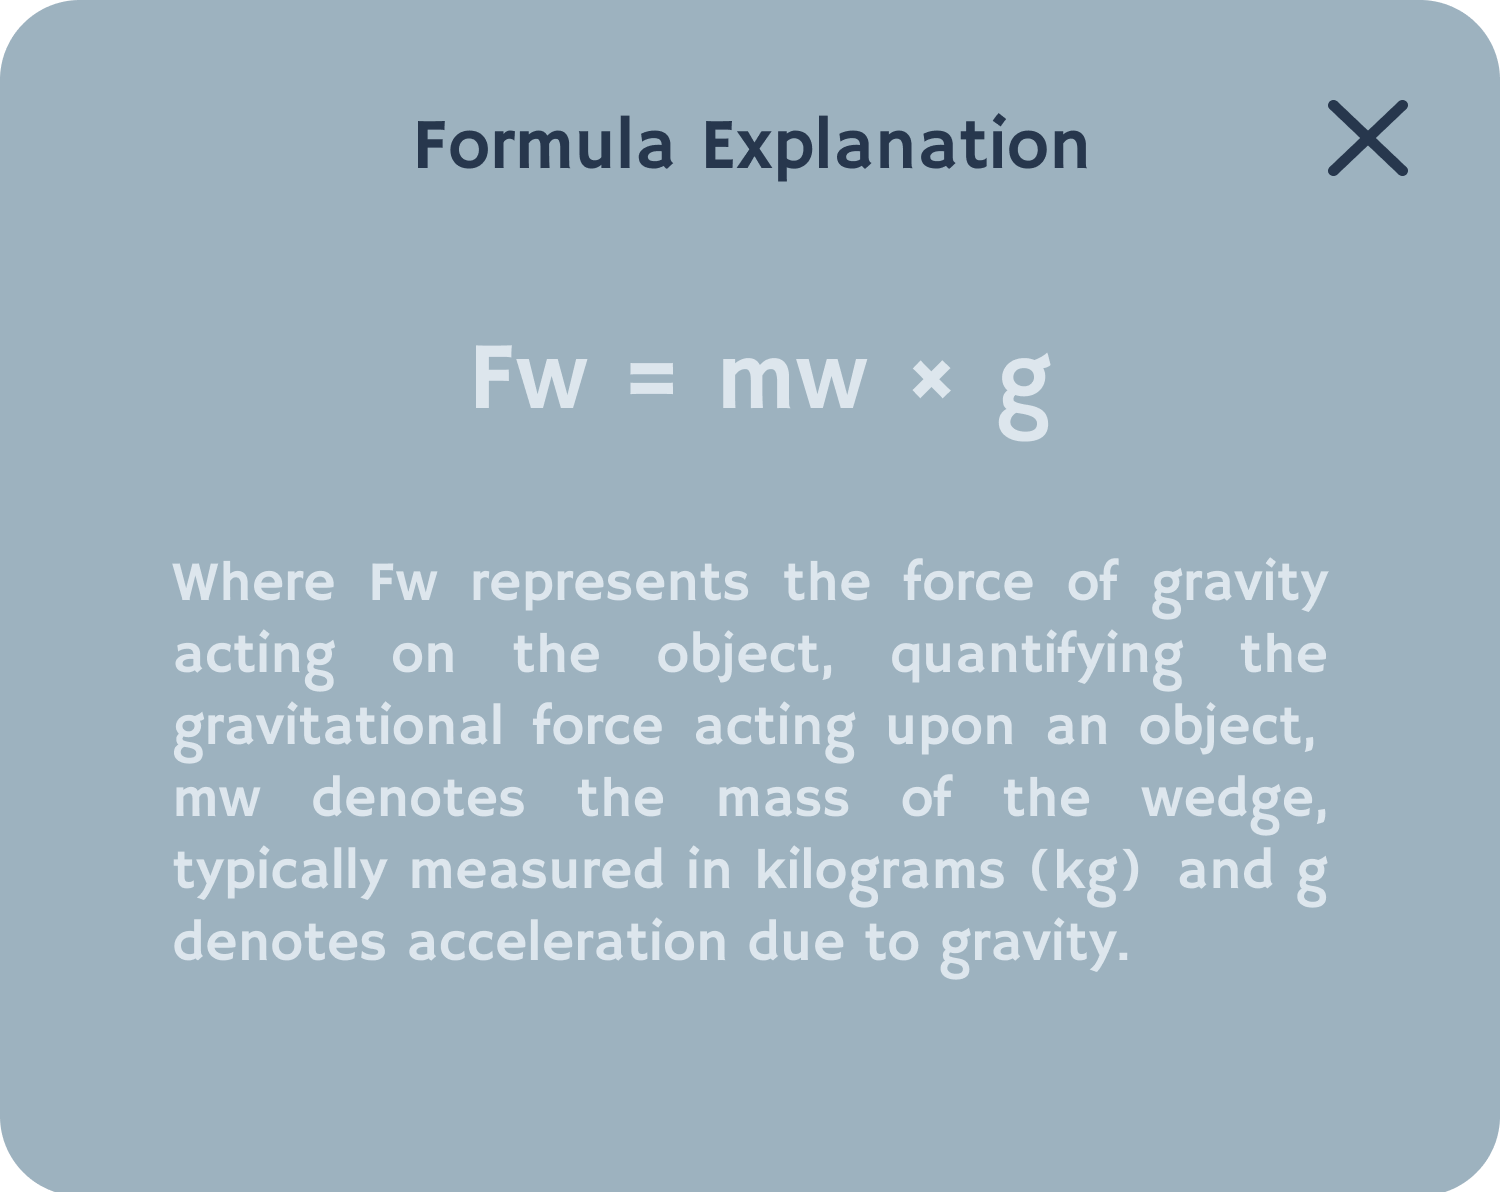 Formula Explanation
Fw = mw × g
Where Fw represents the force of gravity
acting on the object, quantifying the
gravitational force acting upon an object,
mw denotes the mass of the wedge,
typically measured in kilograms (kg) and g
denotes acceleration due to gravity.